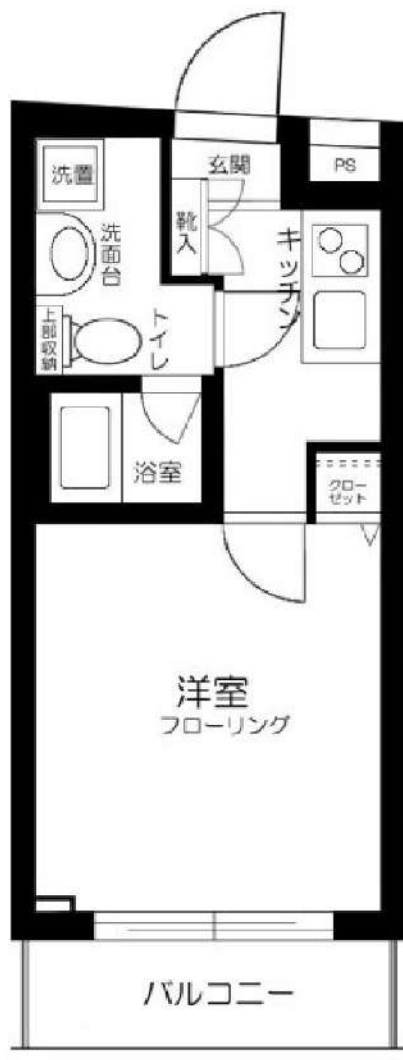 玄関
PS
洗置
靴入
洗面台
キッチン
トイレ
上部収納
浴室
クロー
ゼット
洋室
フローリング
バルコニー